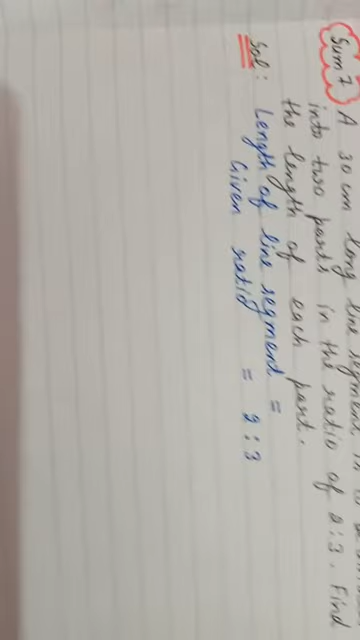 Sum 7 A 30 cm long line segment
into two parts in the ratio of 2:3. Find
the length of each part.
Sol: Length of line segment =
Given ratio = 2:3